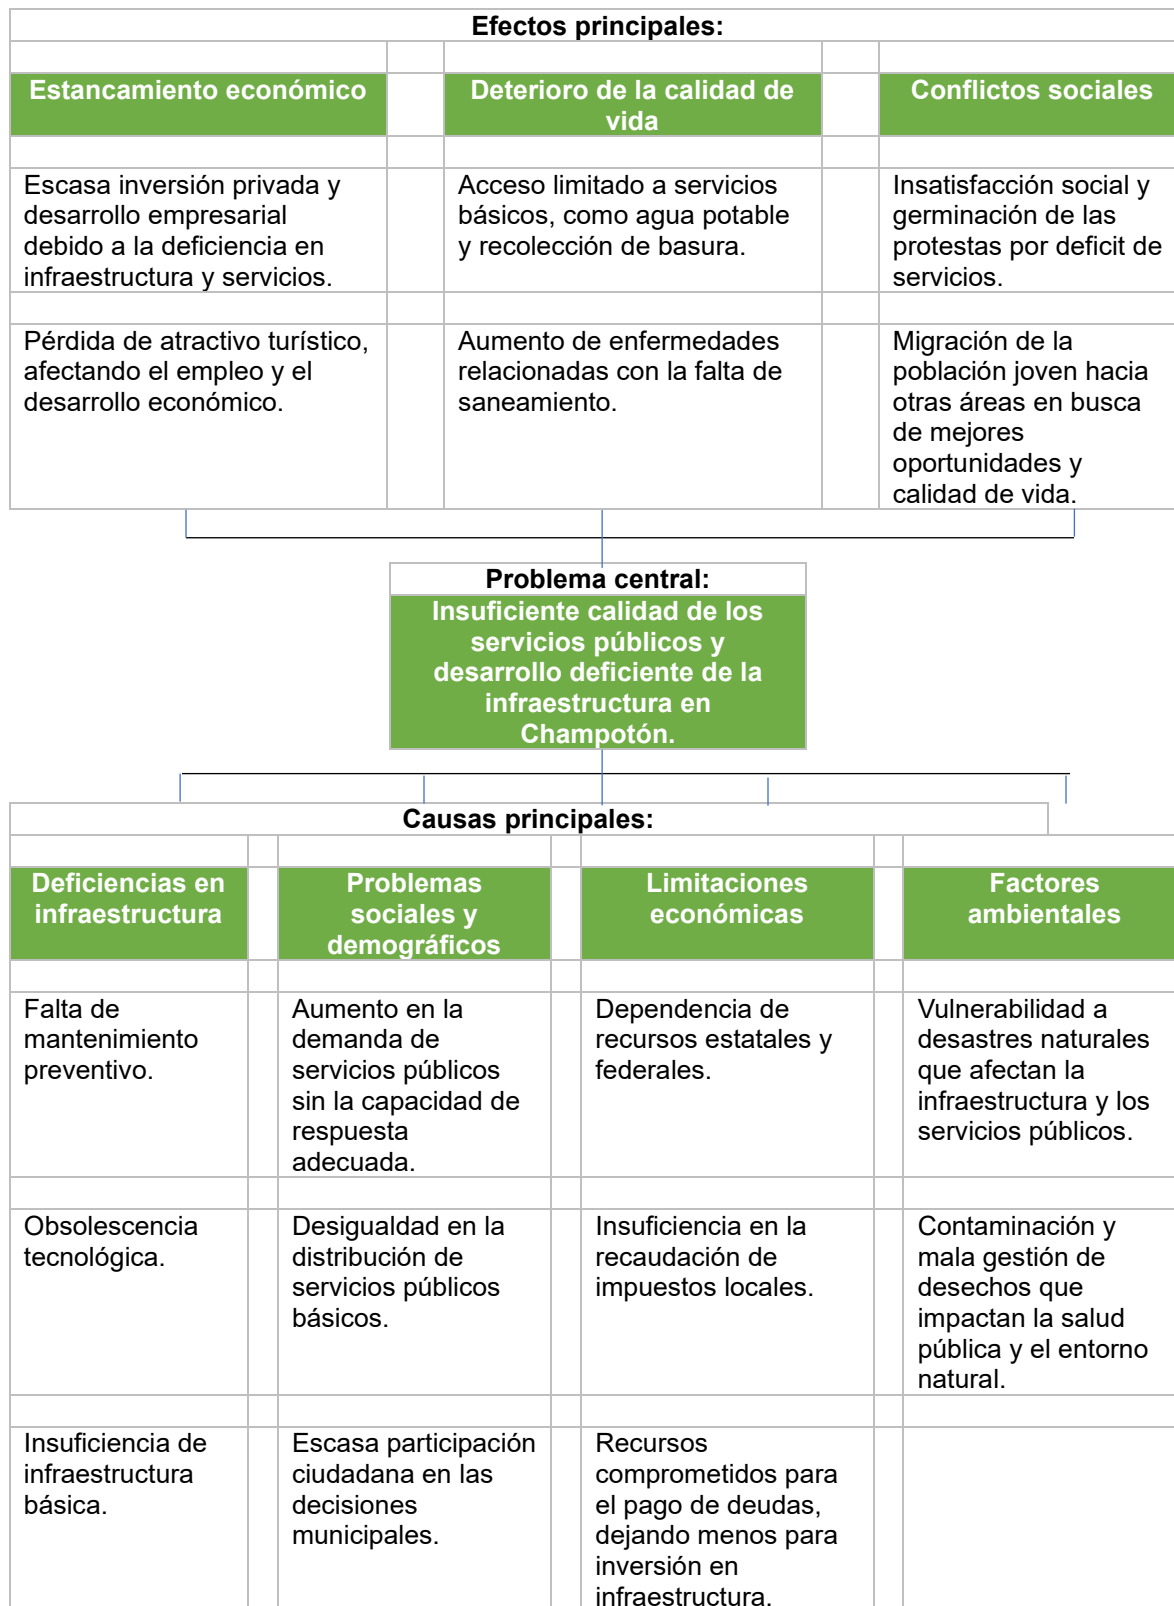 Efectos principales:
Estancamiento económico
Deterioro de la calidad de
vida
Conflictos sociales
Escasa inversión privada y
desarrollo empresarial
debido a la deficiencia en
infraestructura y servicios.
Acceso limitado a servicios
básicos, como agua potable
y recolección de basura.
Insatisfacción social y
germinación de las
protestas por deficit de
servicios.
Pérdida de atractivo turístico,
afectando el empleo y el
desarrollo económico.
Aumento de enfermedades
relacionadas con la falta de
saneamiento.
Migración de la
población joven hacia
otras áreas en busca
de mejores
oportunidades y
calidad de vida.
Problema central:
Insuficiente calidad de los
servicios públicos y
desarrollo deficiente de la
infraestructura en
Champotón.
Causas principales:
Deficiencias en
infraestructura
Problemas
sociales y
demográficos
Limitaciones
económicas
Factores
ambientales
Falta de
mantenimiento
preventivo.
Aumento en la
demanda de
servicios públicos
sin la capacidad de
respuesta
adecuada.
Dependencia de
recursos estatales y
federales.
Vulnerabilidad a
desastres naturales
que afectan la
infraestructura y los
servicios públicos.
Obsolescencia
tecnológica.
Desigualdad en la
distribución de
servicios públicos
básicos.
Insuficiencia en la
recaudación de
impuestos locales.
Contaminación y
mala gestión de
desechos que
impactan la salud
pública y el entorno
natural.
Insuficiencia de
infraestructura
básica.
Escasa participación
ciudadana en las
decisiones
municipales.
Recursos
comprometidos para
el pago de deudas,
dejando menos para
inversión en
infraestructura.